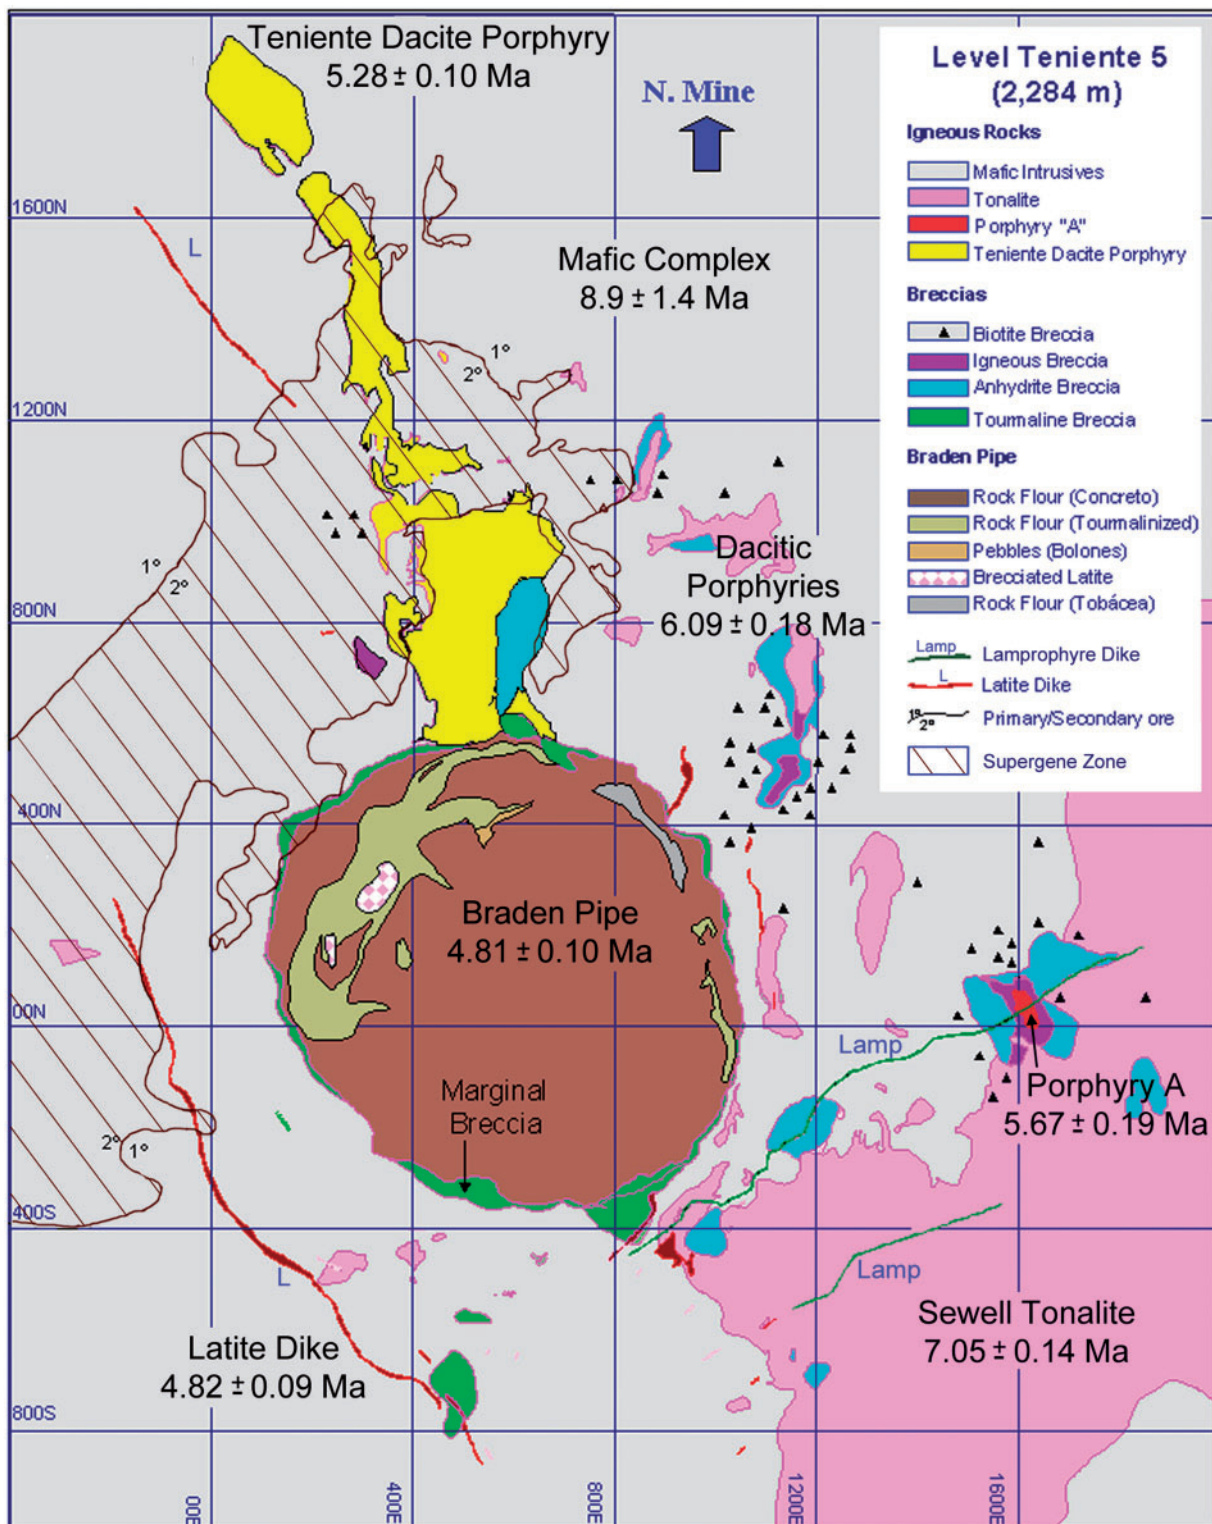 Teniente Dacite Porphyry
5.28 ± 0.10 Ma
N. Mine
Level Teniente 5
(2,284 m)
Igneous Rocks
Mafic Intrusives
Tonalite
Porphyry "A"
Teniente Dacite Porphyry
Breccias
Biotite Breccia
Igneous Breccia
Anhydrite Breccia
Tourmaline Breccia
Braden Pipe
Rock Flour (Concreto)
Rock Flour (Tourmalinized)
Pebbles (Bolones)
Brecciated Latite
Rock Flour (Tobácea)
Lamp
Lamprophyre Dike
L
Latite Dike
1°
2°
Primary/Secondary ore
Supergene Zone
1600N
L
Mafic Complex
8.9 ± 1.4 Ma
1°
2°
1200N
Dacitic
Porphyries
6.09 ± 0.18 Ma
1°
2°
800N
400N
Braden Pipe
4.81 ± 0.10 Ma
00N
Lamp
Marginal
Breccia
Porphyry A
5.67 ± 0.19 Ma
2°
1°
400S
L
Lamp
Sewell Tonalite
7.05 ± 0.14 Ma
Latite Dike
4.82 ± 0.09 Ma
800S
00E
400E
800E
1200E
1600E